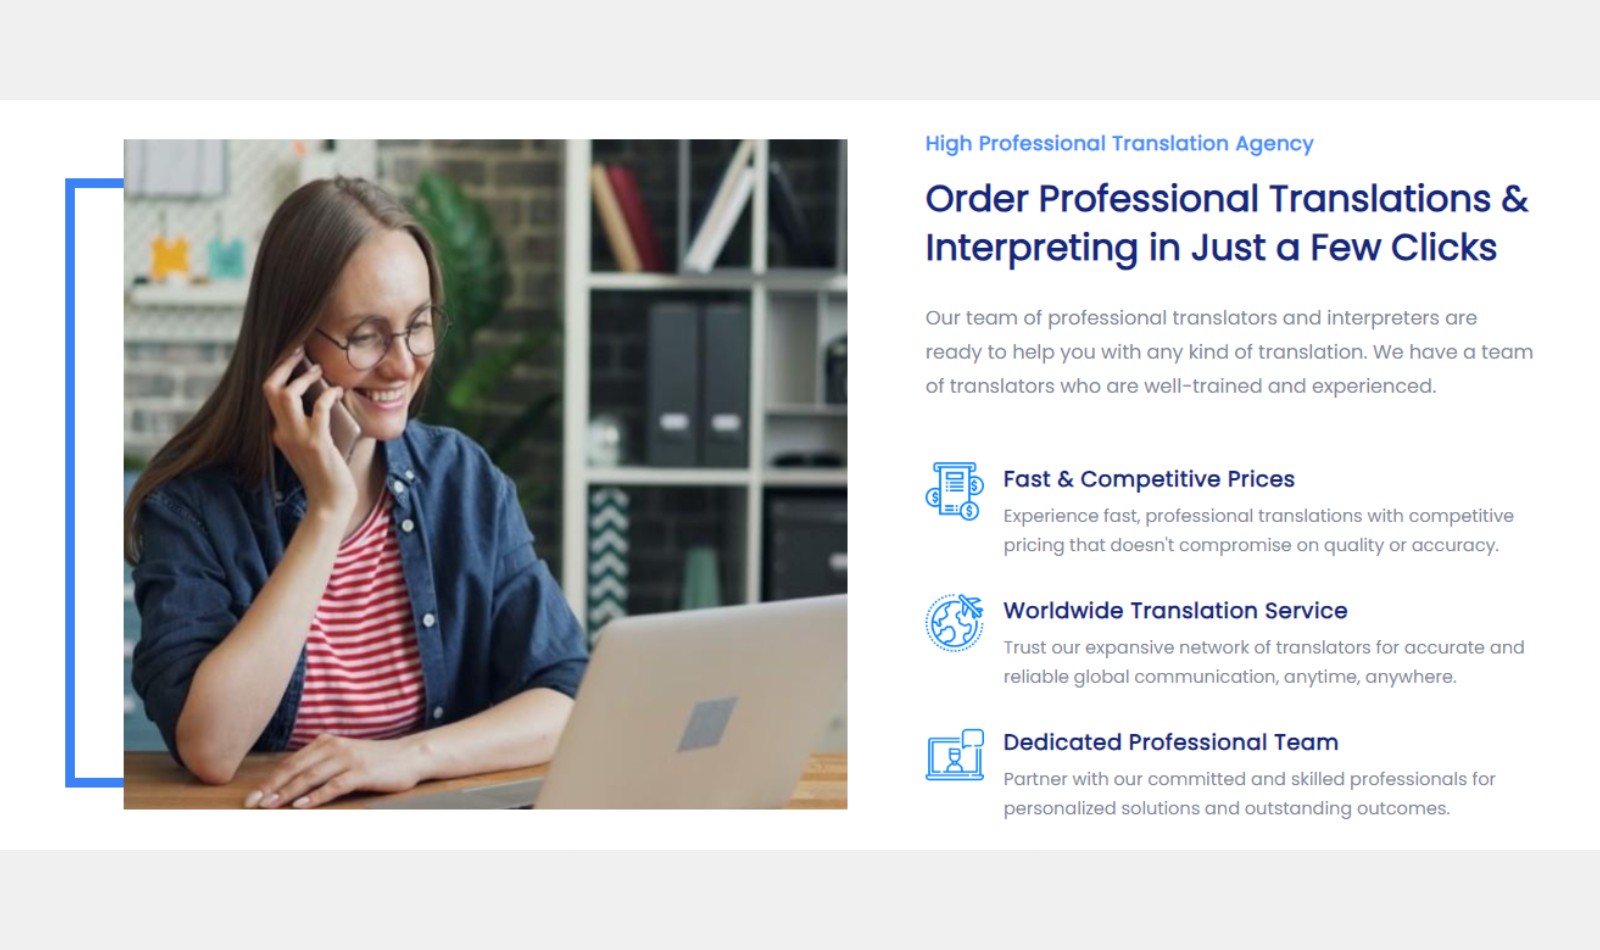 High Professional Translation Agency
Order Professional Translations &
Interpreting in Just a Few Clicks
Our team of professional translators and interpreters are
ready to help you with any kind of translation. We have a team
of translators who are well-trained and experienced.
Fast & Competitive Prices
Experience fast, professional translations with competitive
pricing that doesn't compromise on quality or accuracy.
Worldwide Translation Service
Trust our expansive network of translators for accurate and
reliable global communication, anytime, anywhere.
Dedicated Professional Team
Partner with our committed and skilled professionals for
personalized solutions and outstanding outcomes.